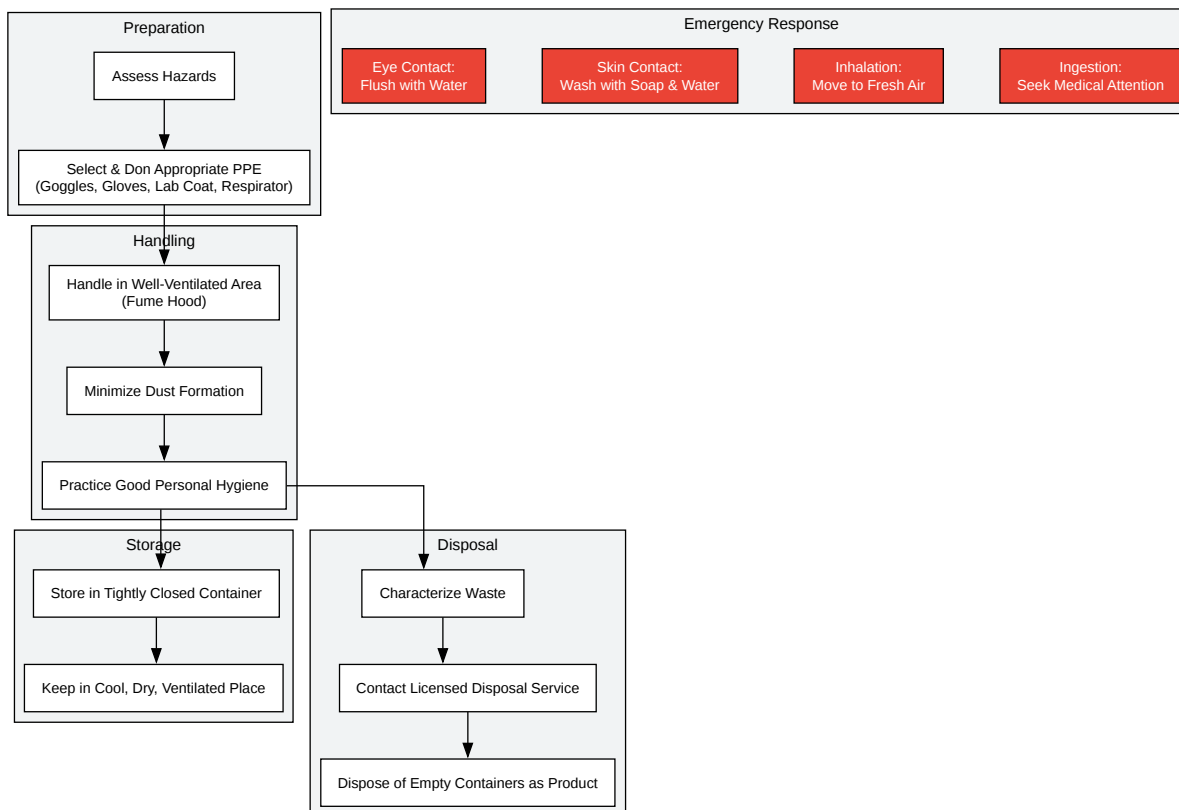 Preparation
Assess Hazards
Select & Don Appropriate PPE
(Goggles, Gloves, Lab Coat, Respirator)
Emergency Response
Eye Contact:
Flush with Water
Skin Contact:
Wash with Soap & Water
Inhalation:
Move to Fresh Air
Ingestion:
Seek Medical Attention
Handling
Handle in Well-Ventilated Area
(Fume Hood)
Minimize Dust Formation
Practice Good Personal Hygiene
Storage
Store in Tightly Closed Container
Keep in Cool, Dry, Ventilated Place
Disposal
Characterize Waste
Contact Licensed Disposal Service
Dispose of Empty Containers as Product